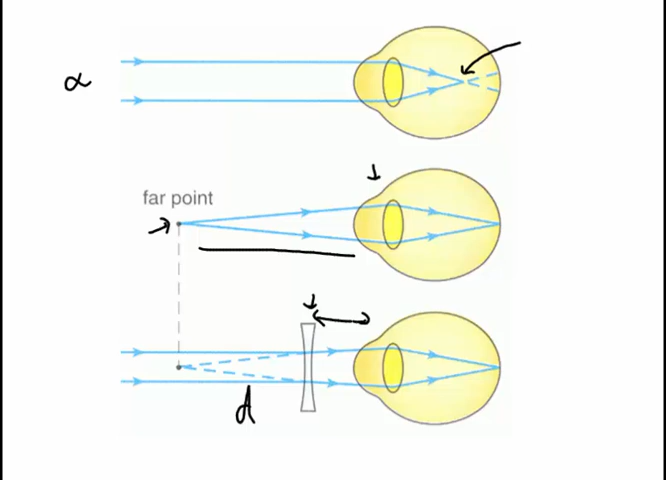 α
far point
d